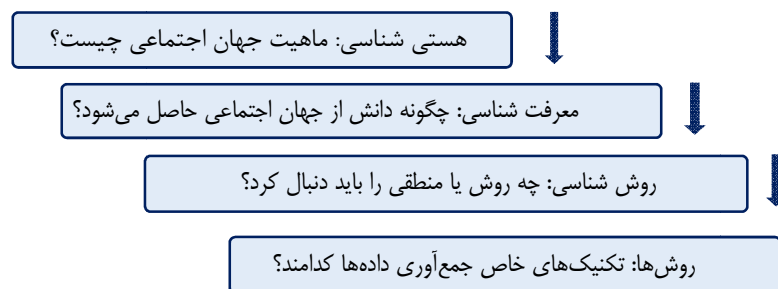 هستی شناسی: ماهیت جهان اجتماعی چیست؟
معرفت شناسی: چگونه دانش از جهان اجتماعی حاصل می‌شود؟
روش شناسی: چه روش یا منطقی را باید دنبال کرد؟
روش‌ها: تکنیک‌های خاص جمع‌آوری داده‌ها کدامند؟